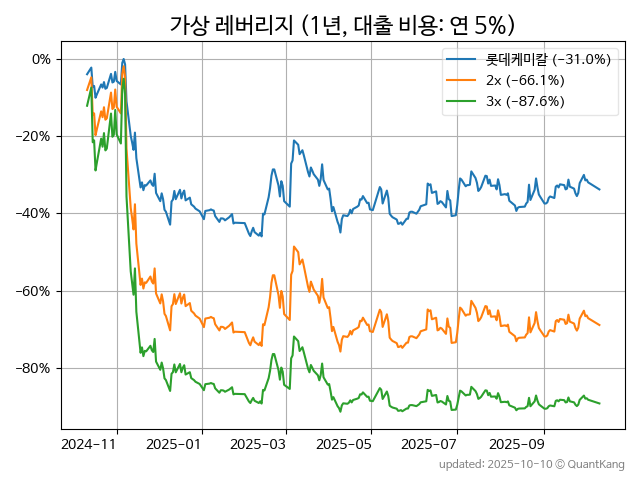 가상 레버리지 (1년, 대출 비용: 연 5%)
롯데케미칼 (−31.0%)
2x (−66.1%)
3x (−87.6%)
0%
−20%
−40%
−60%
−80%
2024−11 2025−01 2025−03 2025−05 2025−07 2025−09
updated: 2025-10-10 © QuantKang